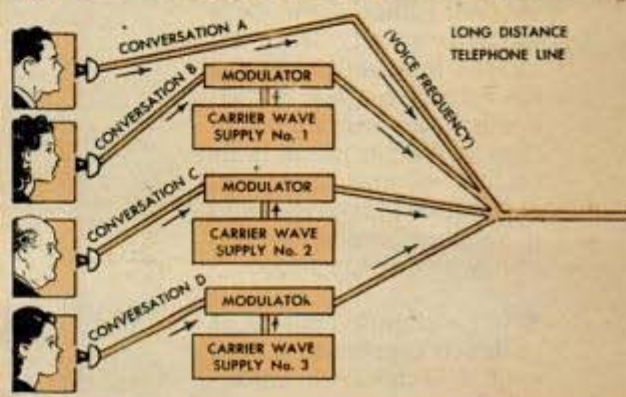 CONVERSATION A
LONG DISTANCE
TELEPHONE LINE
(VOICE FREQUENCY)
CONVERSATION B
MODULATOR
CARRIER WAVE
SUPPLY No. 1
CONVERSATION C
MODULATOR
CARRIER WAVE
SUPPLY No. 2
CONVERSATION D
MODULATOR
CARRIER WAVE
SUPPLY No. 3